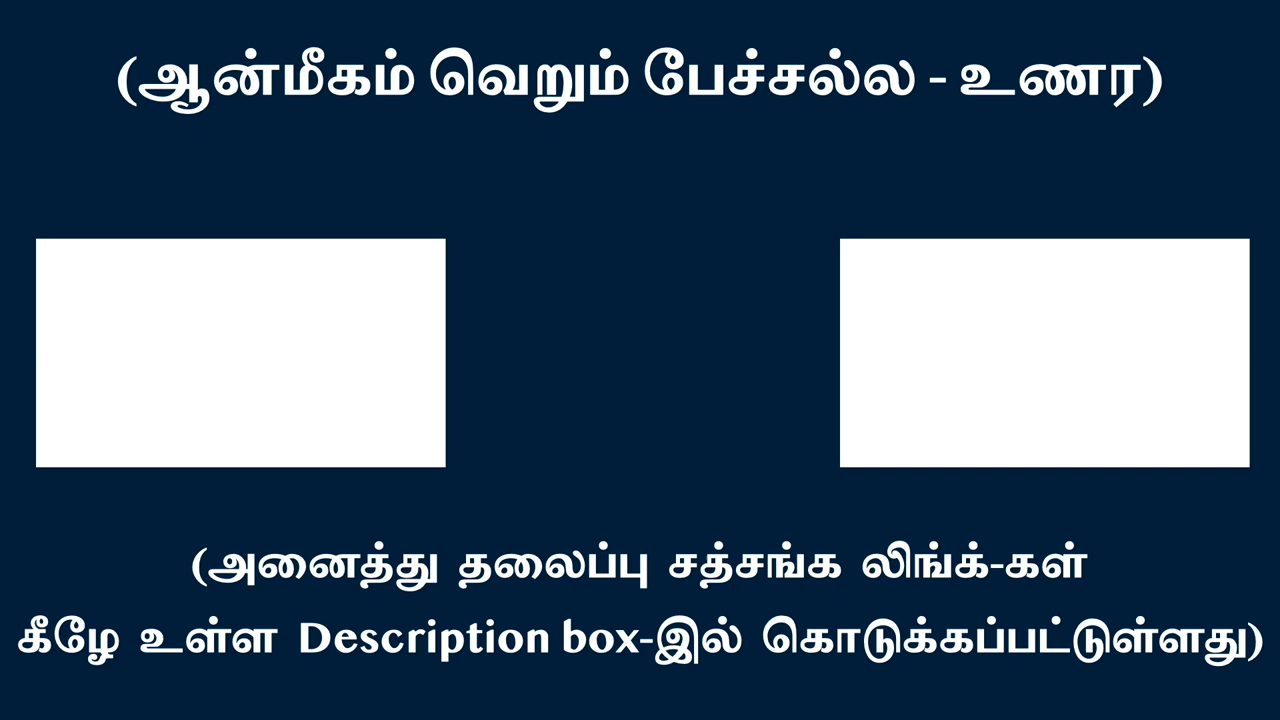 (ஆன்மீகம் வெறும் பேச்சல்ல - உணர)
(அனைத்து தலைப்பு சத்சங்க லிங்க்-கள்
கீழே உள்ள Description box-இல் கொடுக்கப்பட்டுள்ளது)